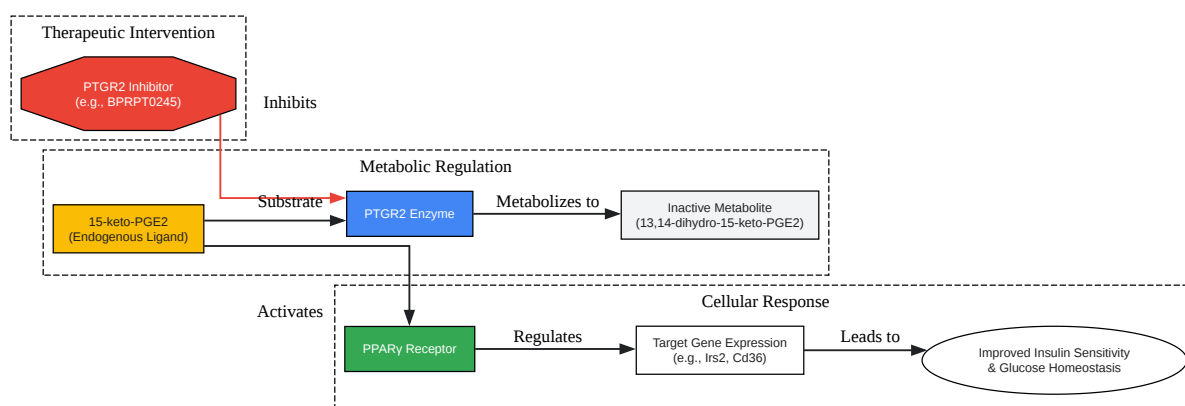 Therapeutic Intervention
PTGR2 Inhibitor
(e.g., BPRPT0245)
Inhibits
Metabolic Regulation
Substrate
Metabolizes to
15-keto-PGE2
(Endogenous Ligand)
PTGR2 Enzyme
Inactive Metabolite
(13,14-dihydro-15-keto-PGE2)
Activates
Cellular Response
PPARγ Receptor
Regulates
Target Gene Expression
(e.g., Irs2, Cd36)
Leads to
Improved Insulin Sensitivity
& Glucose Homeostasis